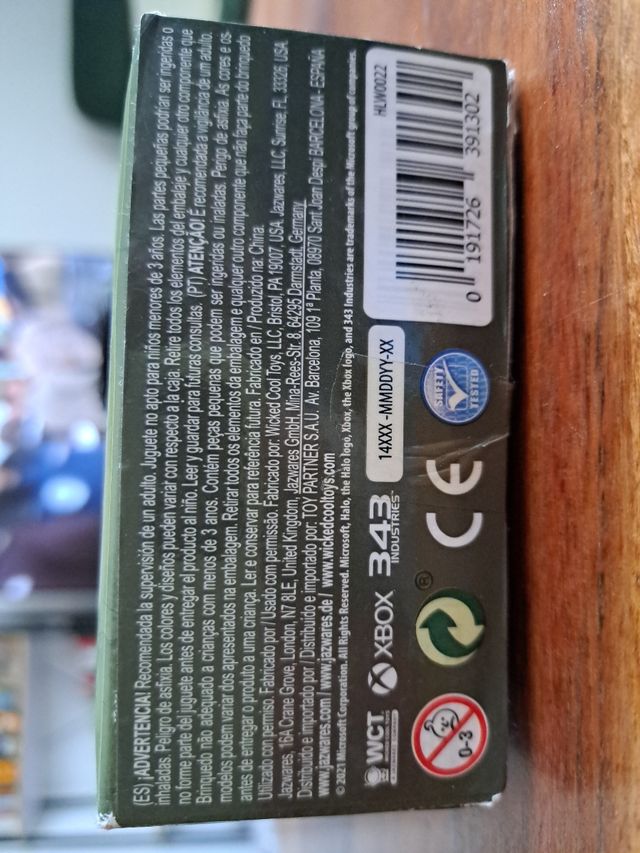 (ES) ¡ADVERTENCIA! Recomendada la supervisión de un adulto. Juguete no apto para niños menores de 3 años. Las partes pequeñas podrían ser ingeridas o
inhaladas. Peligro de asfixia. Los colores y diseños pueden variar con respecto a la caja. Retire todos los elementos del embalaje y cualquier otro componente que
no forme parte del juguete antes de entregar el producto al niño. Leer y guardar para futuras consultas. (PT) ATENÇÃO! É recomendada a vigilância de um adulto.
Brinquedo não adequado a crianças com menos de 3 anos. Contém peças pequenas que podem ser ingeridas ou inaladas. Perigo de asfixia. As cores e os
modelos podem variar dos apresentados na embalagem. Retirar todos os elementos da embalagem e qualquer outro componente que não faça parte do brinquedo
antes de entregar o produto a uma criança. Ler e conservar para referência futura. Fabricado en / Produzido na: China.
Utilizado con permiso. Fabricado por / Usado com permissão. Fabricado por: Wicked Cool Toys, LLC, Bristol, PA 19007, USA. Jazwares, LLC, Sunrise, FL, 33326, USA.
Jazwares, 16A Crane Grove, London, N7 8LE, United Kingdom, Jazwares GmbH, Mina-Rees-Str. 8, 64295 Darmstadt, Germany
Distribuido e importado por / Distribuído e importado por: TOY PARTNER S.A.U. Av. Barcelona, 109 1ª Planta, 08970 Sant Joan Despi BARCELONA - ESPAÑA
www.jazwares.com / www.jazwares.de / www.wickedcooltoys.com
©2021 Microsoft Corporation. All Rights Reserved. Microsoft, Halo, the Halo logo, Xbox, the Xbox logo, and 343 Industries are trademarks of the Microsoft group of companies.
WCT XBOX 343 INDUSTRIES
14XXX -MMDDYY-XX
HLW0022
0 191726 391302
0-3
®
CE
SAFETY
TESTED